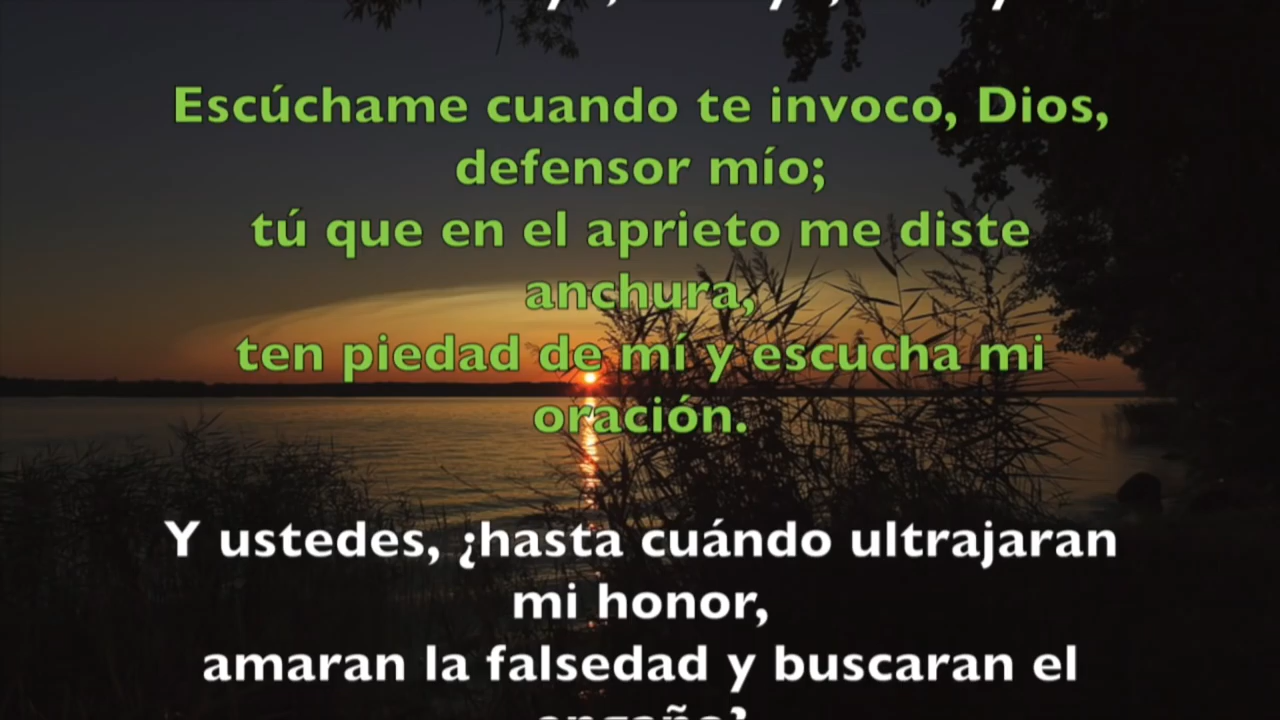 Escúchame cuando te invoco, Dios,
defensor mío;
tú que en el aprieto me diste
anchura,
ten piedad de mí y escucha mi
oración.
Y ustedes, ¿hasta cuándo ultrajaran
mi honor,
amaran la falsedad y buscaran el
engaño?